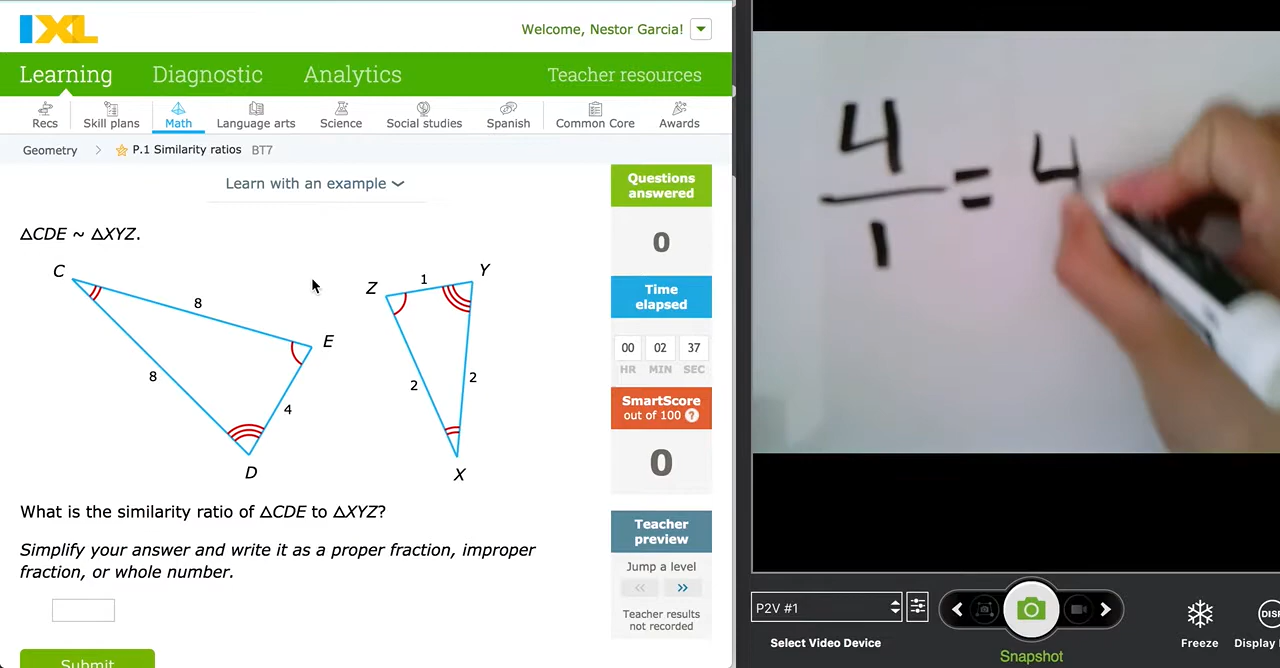 IXL
Welcome, Nestor Garcia!
Learning Diagnostic Analytics Teacher resources
Recs Skill plans Math Language arts Science Social studies Spanish Common Core Awards
Geometry > P.1 Similarity ratios BT7
Learn with an example
△CDE ~ △XYZ.
C
8
E
8
4
D
Z
1
Y
2
2
X
What is the similarity ratio of △CDE to △XYZ?
Simplify your answer and write it as a proper fraction, improper
fraction, or whole number.
Submit
Questions
answered
0
Time
elapsed
00 02 37
HR MIN SEC
SmartScore
out of 100 ?
0
Teacher
preview
Jump a level
<< >>
Teacher results
not recorded
4
1
= 4
P2V #1
Select Video Device
Snapshot
Freeze